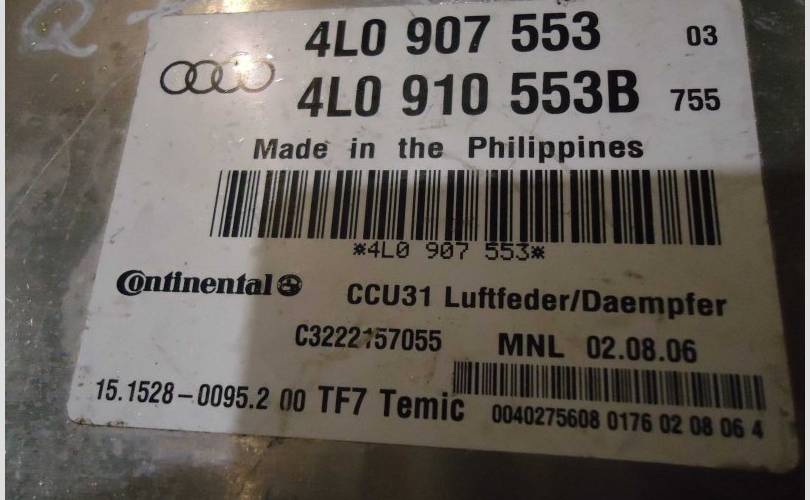 4L0 907 553 03
4L0 910 553B 755
Made in the Philippines
*4L0 907 553*
Continental
CCU31 Luftfeder/Daempfer
C3222157055 MNL 02.08.06
15.1528-0095.2 00 TF7 Temic 0040275608 0176 02 08 06 4